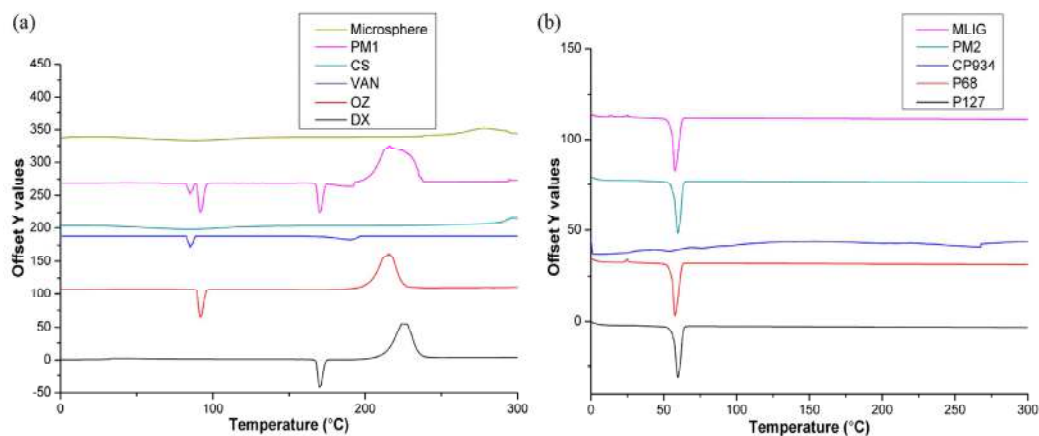 (a)
Microsphere
PM1
CS
VAN
OZ
DX
Offset Y values
450
400
350
300
250
200
150
100
50
0
-50
0
100
200
300
Temperature (°C)
(b)
MLIG
PM2
CP934
P68
P127
Offset Y values
150
100
50
0
0
50
100
150
200
250
300
Temperature (°C)